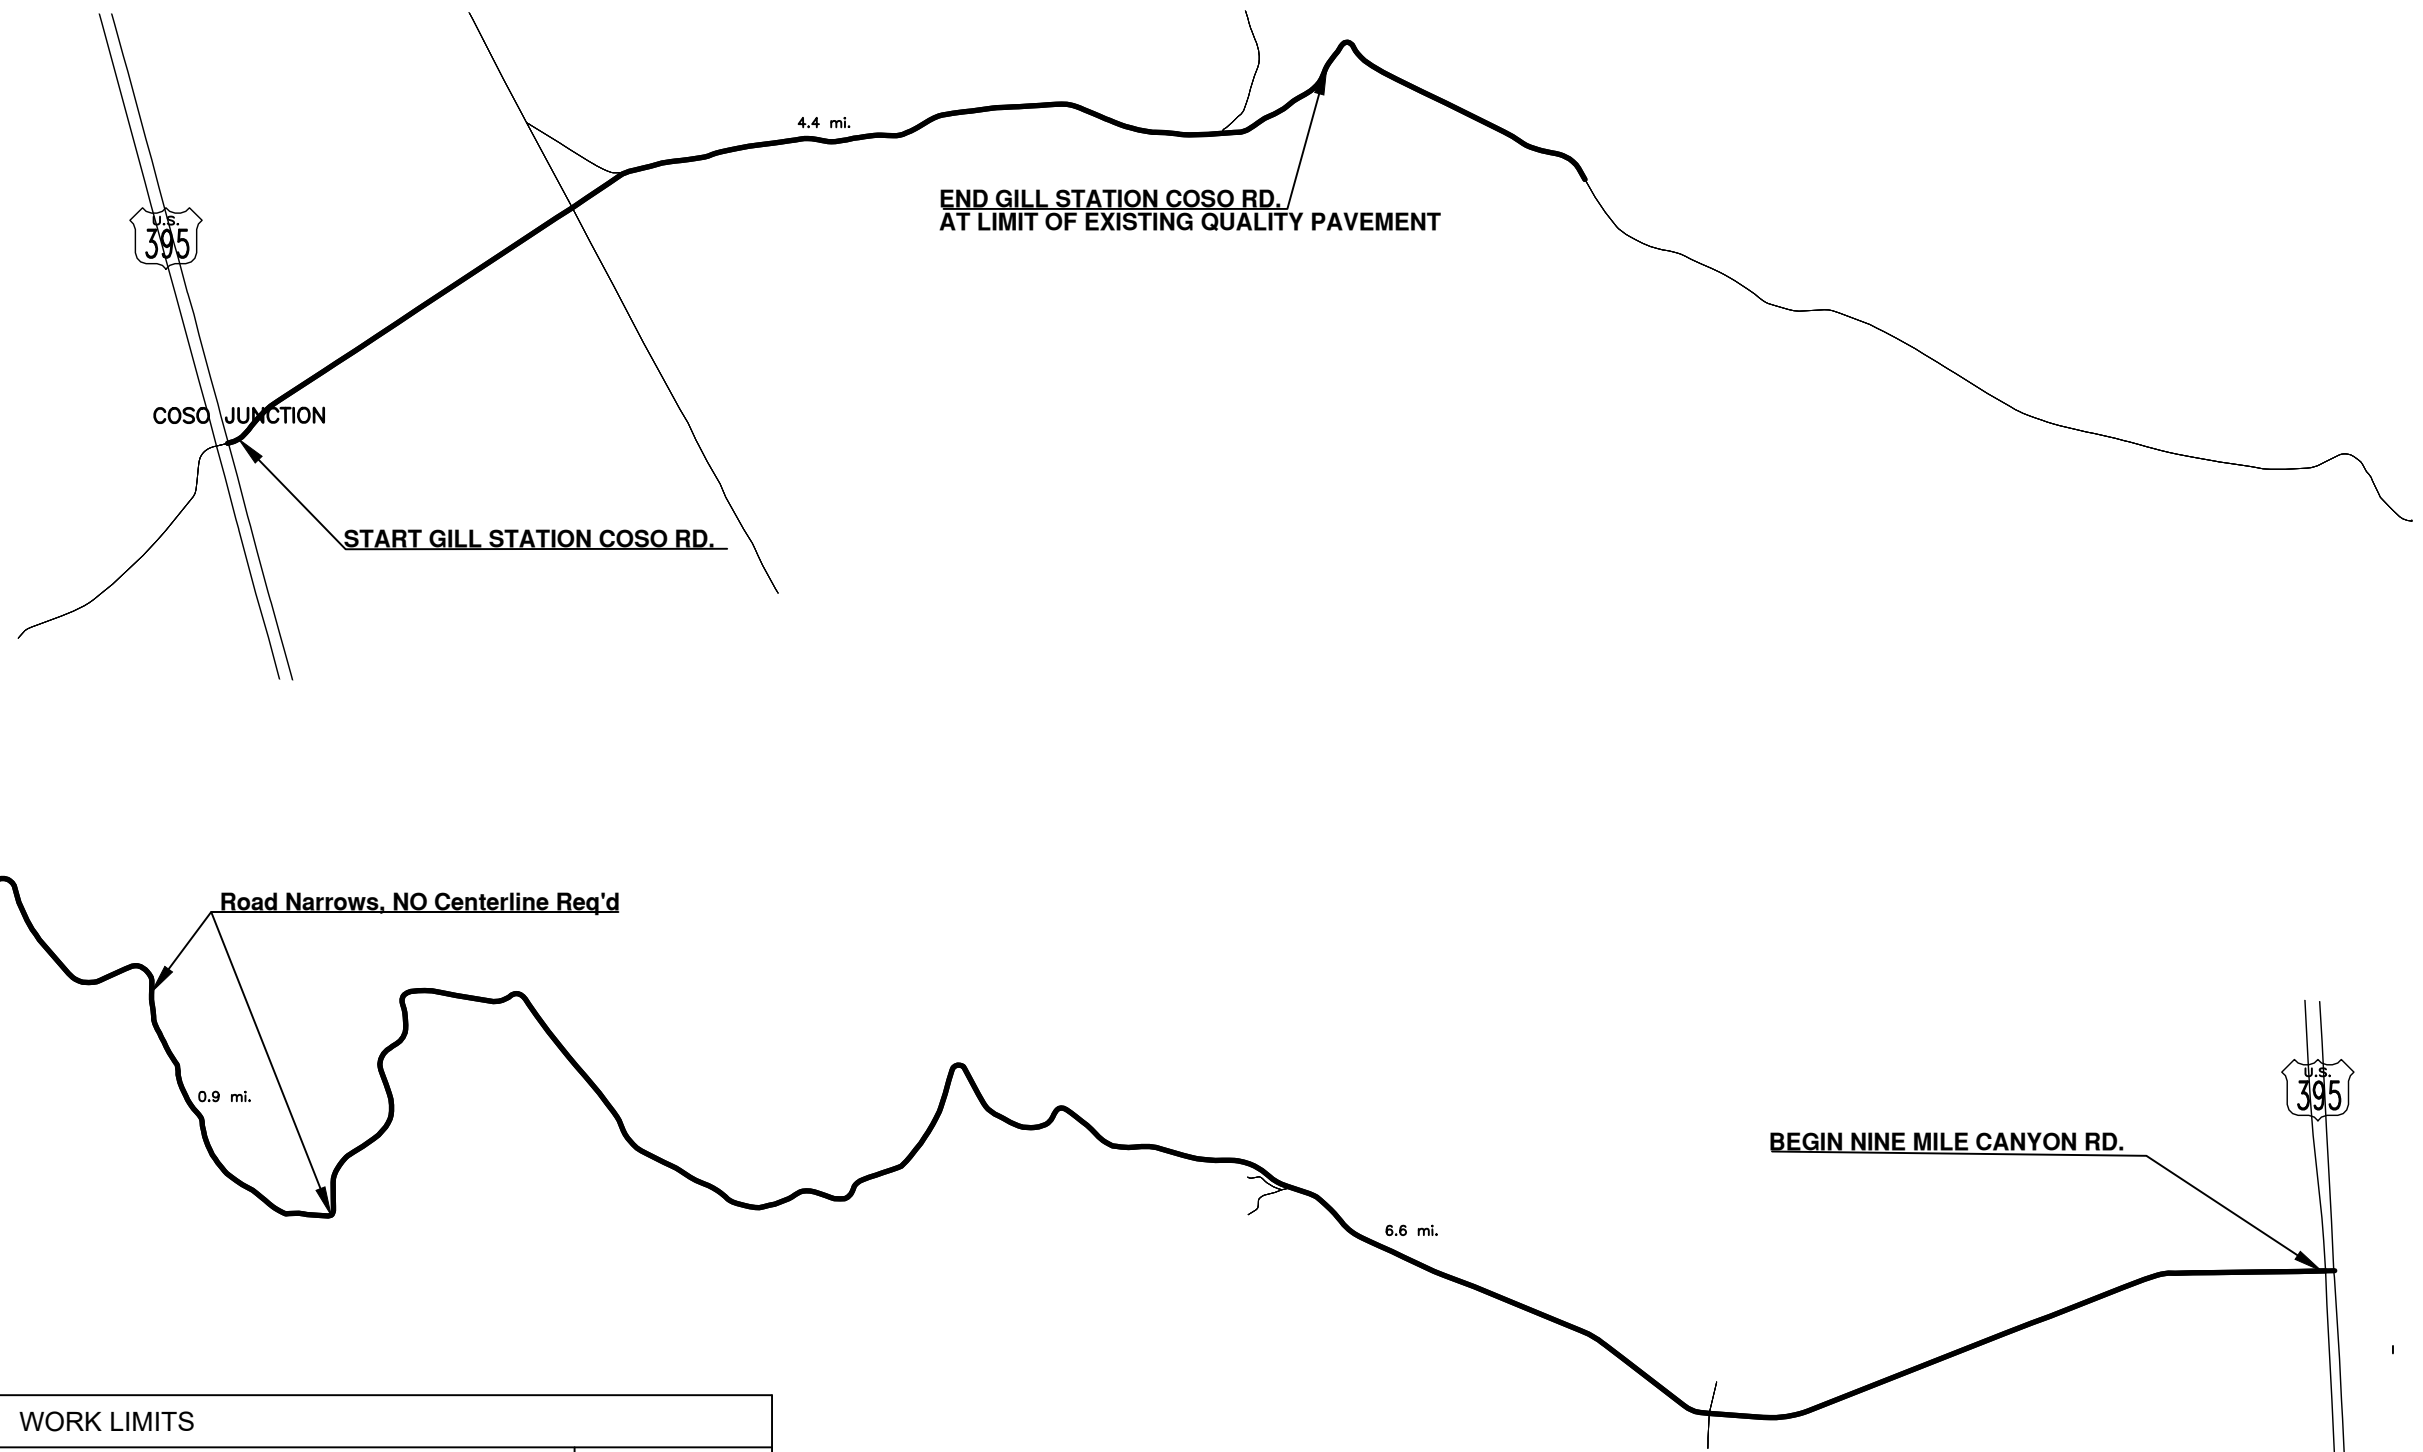 4.4 mi.
U.S.
395
END GILL STATION COSO RD.
AT LIMIT OF EXISTING QUALITY PAVEMENT
COSO JUNCTION
START GILL STATION COSO RD.
Road Narrows, NO Centerline Req'd
0.9 mi.
U.S.
395
BEGIN NINE MILE CANYON RD.
6.6 mi.
WORK LIMITS